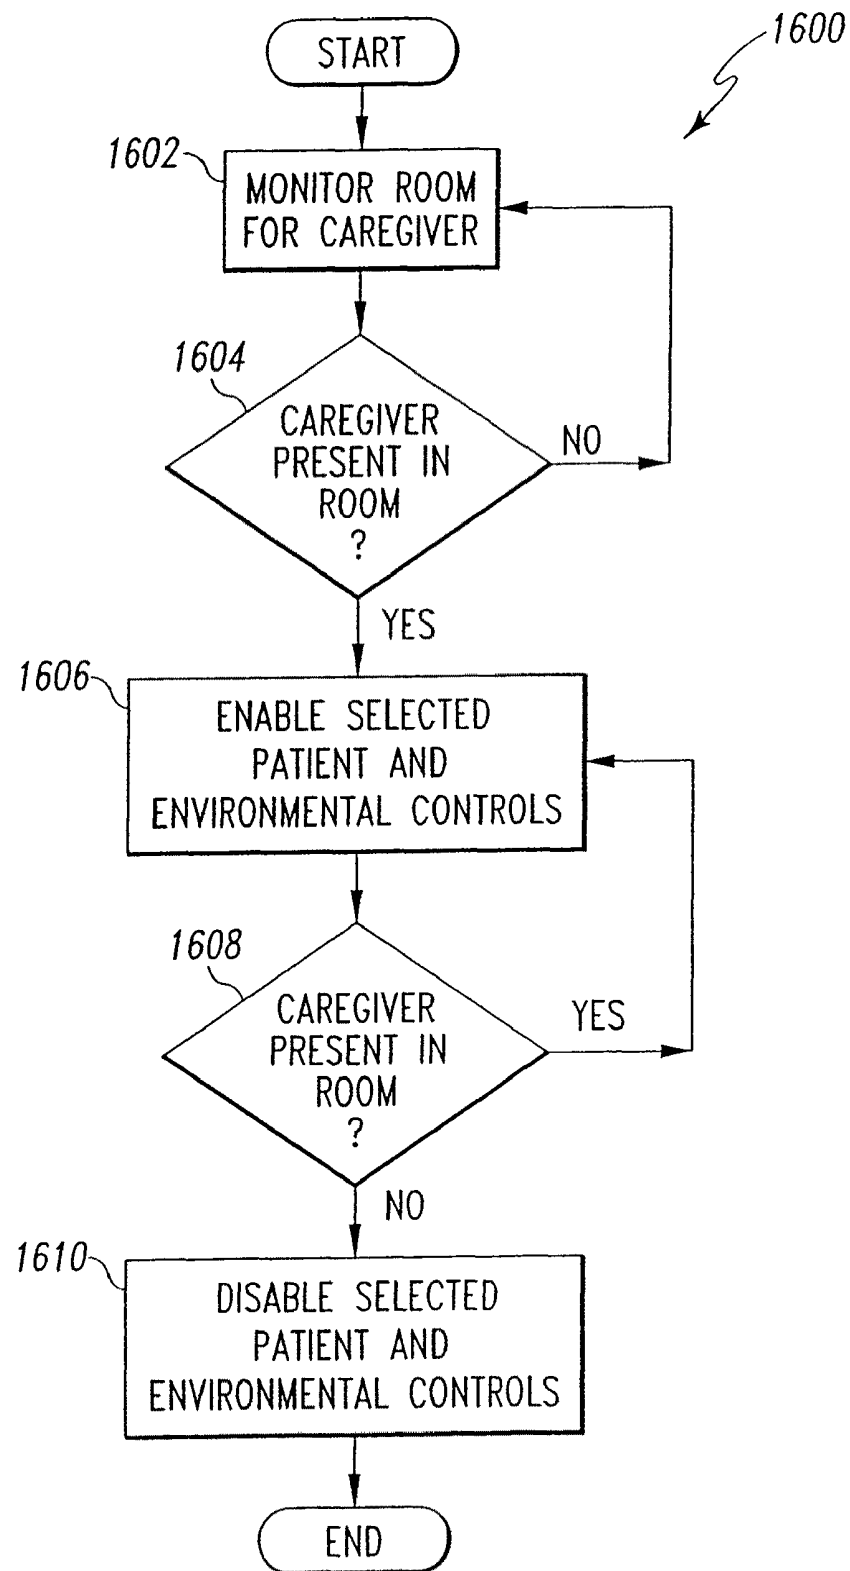 1600
START
1602
MONITOR ROOM
FOR CAREGIVER
1604
CAREGIVER
PRESENT IN
ROOM
?
NO
YES
1606
ENABLE SELECTED
PATIENT AND
ENVIRONMENTAL CONTROLS
1608
CAREGIVER
PRESENT IN
ROOM
?
YES
NO
1610
DISABLE SELECTED
PATIENT AND
ENVIRONMENTAL CONTROLS
END